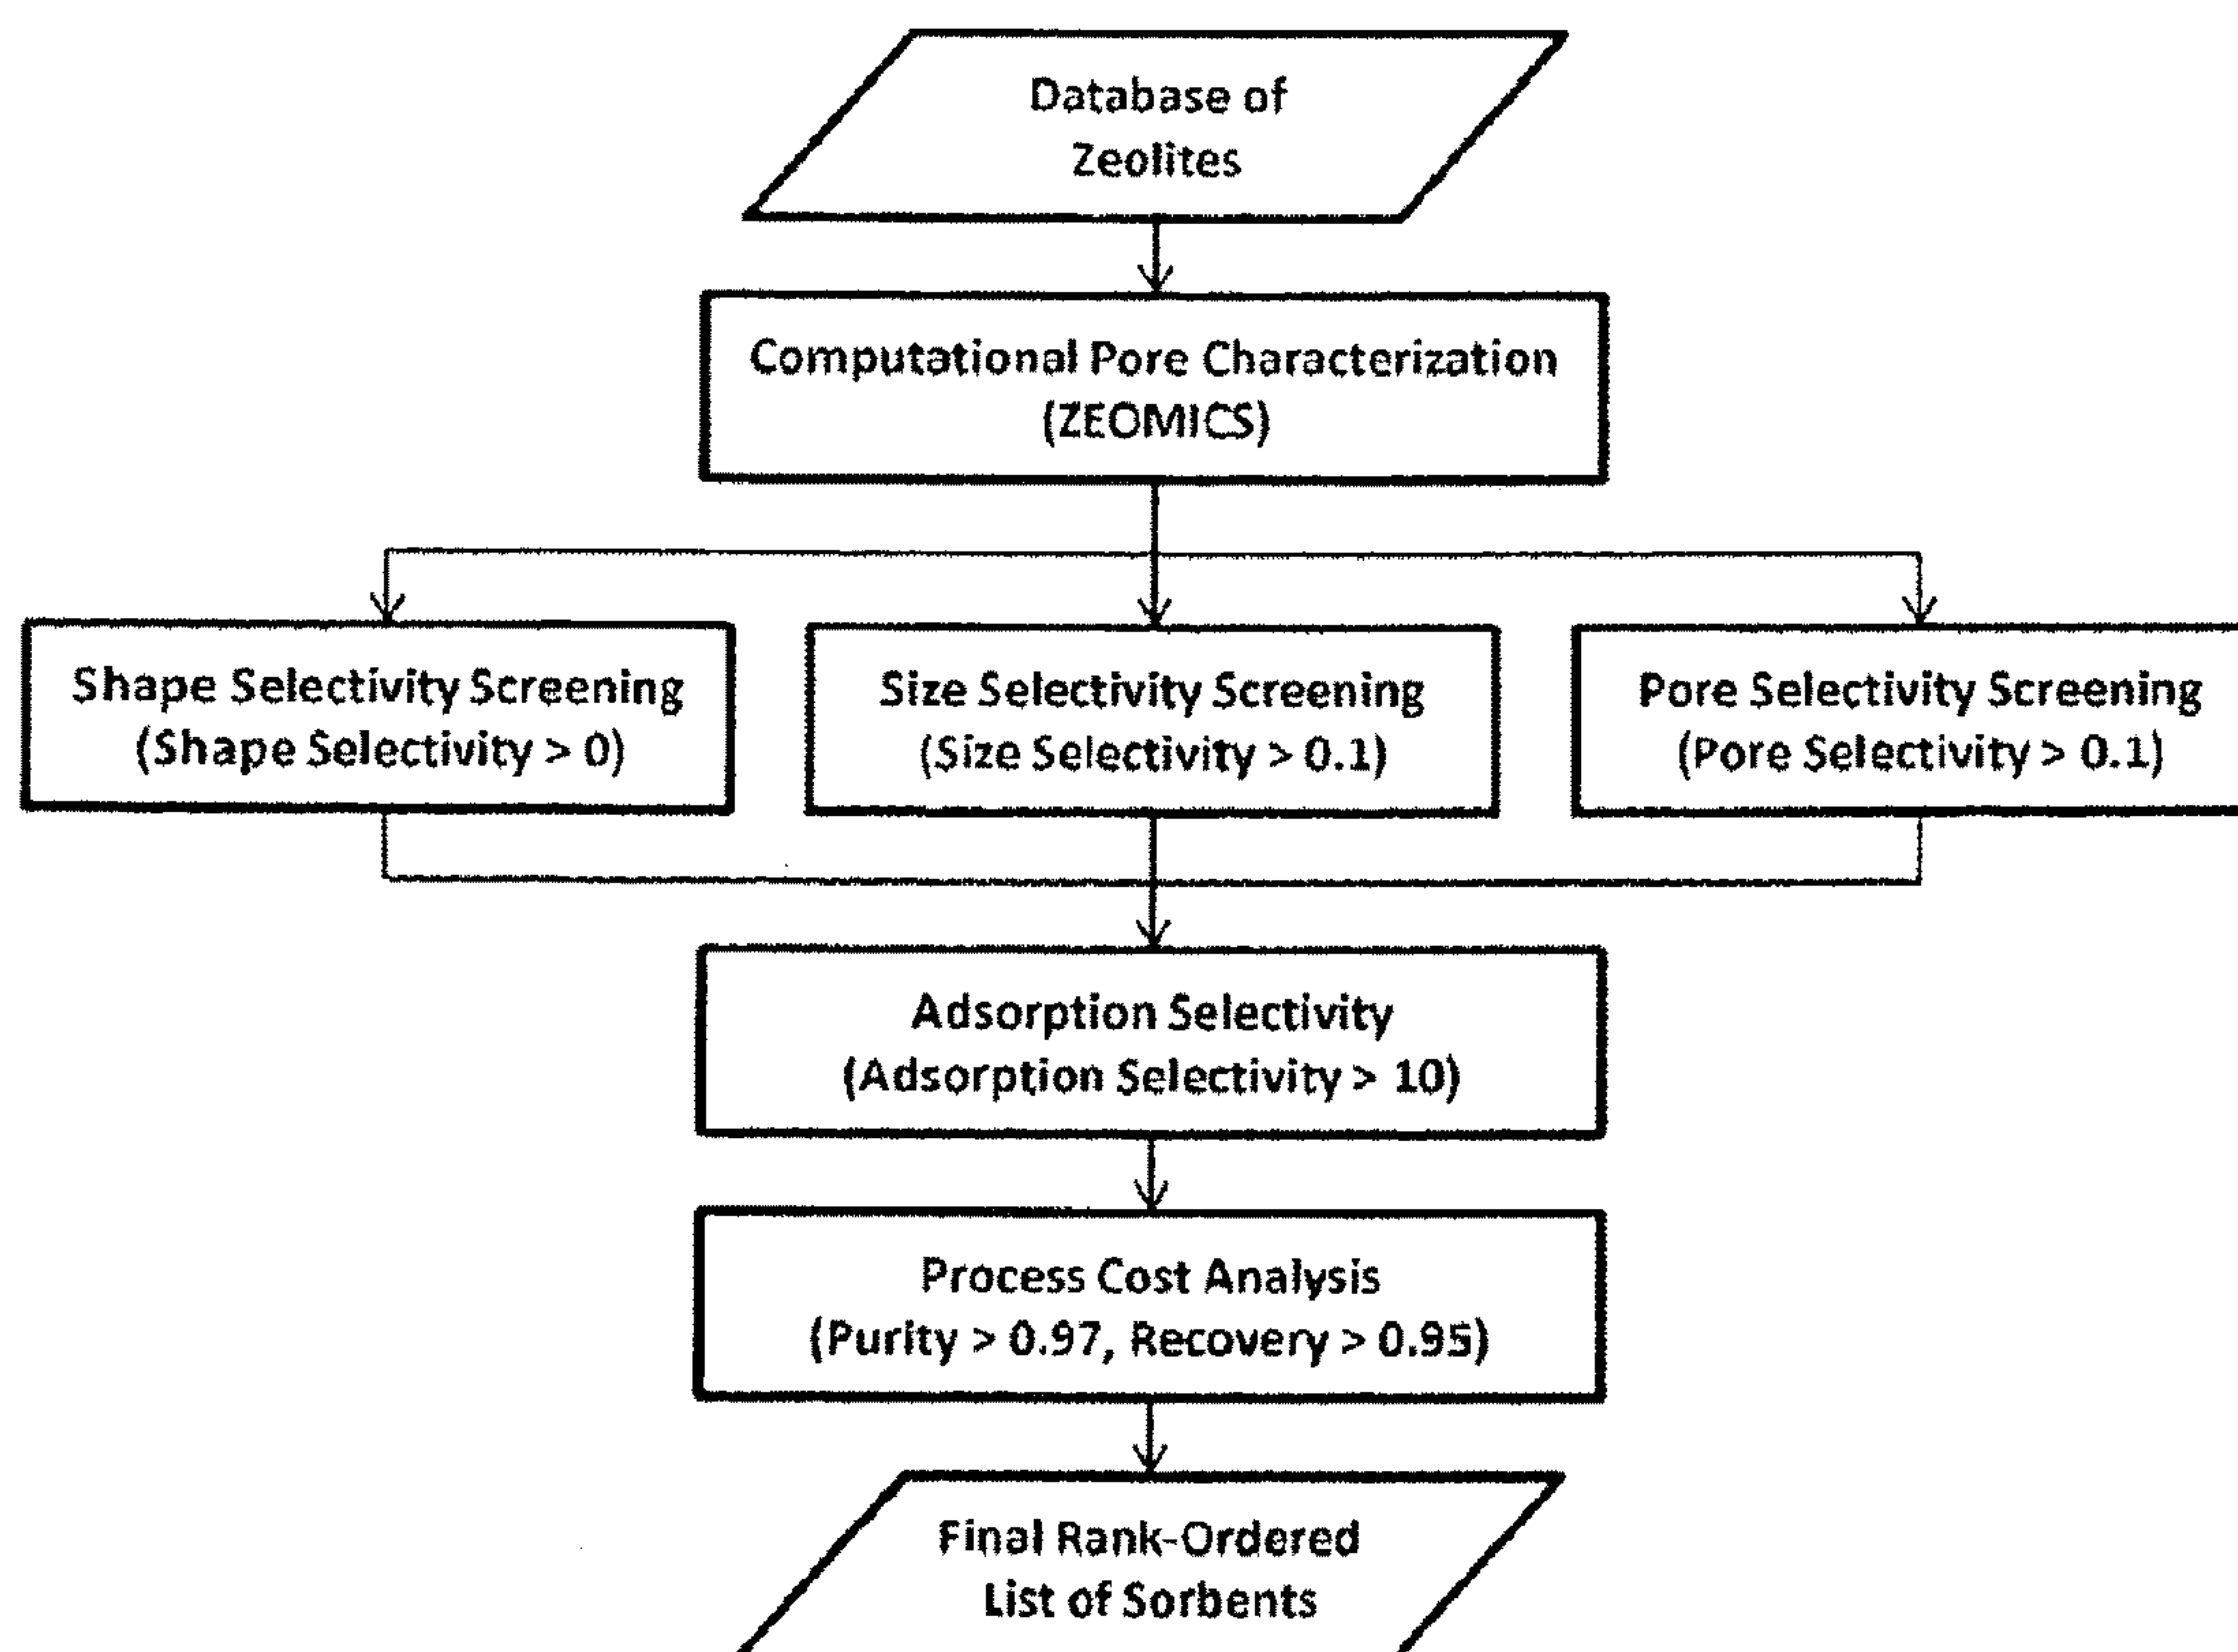 Database of
Zeolites
Computational Pore Characterization
(ZEOMICS)
Shape Selectivity Screening
(Shape Selectivity > 0)
Size Selectivity Screening
(Size Selectivity > 0.1)
Pore Selectivity Screening
(Pore Selectivity > 0.1)
Adsorption Selectivity
(Adsorption Selectivity > 10)
Process Cost Analysis
(Purity > 0.97, Recovery > 0.95)
Final Rank-Ordered
List of Sorbents